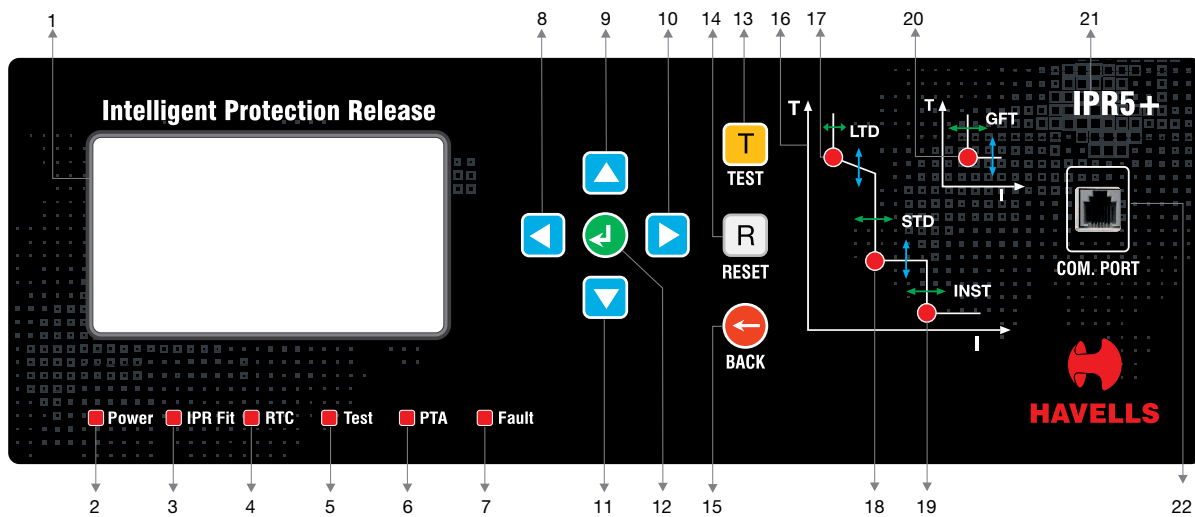 1 8 9 10 14 13 16 17 20 21
Intelligent Protection Release
IPR5+
T
T
LTD
GFT
T
TEST
I
STD
R
RESET
COM. PORT
INST
BACK
I
HAVELLS
Power IPR Fit RTC Test PTA Fault
2 3 4 5 6 7 11 12 15 18 19 22